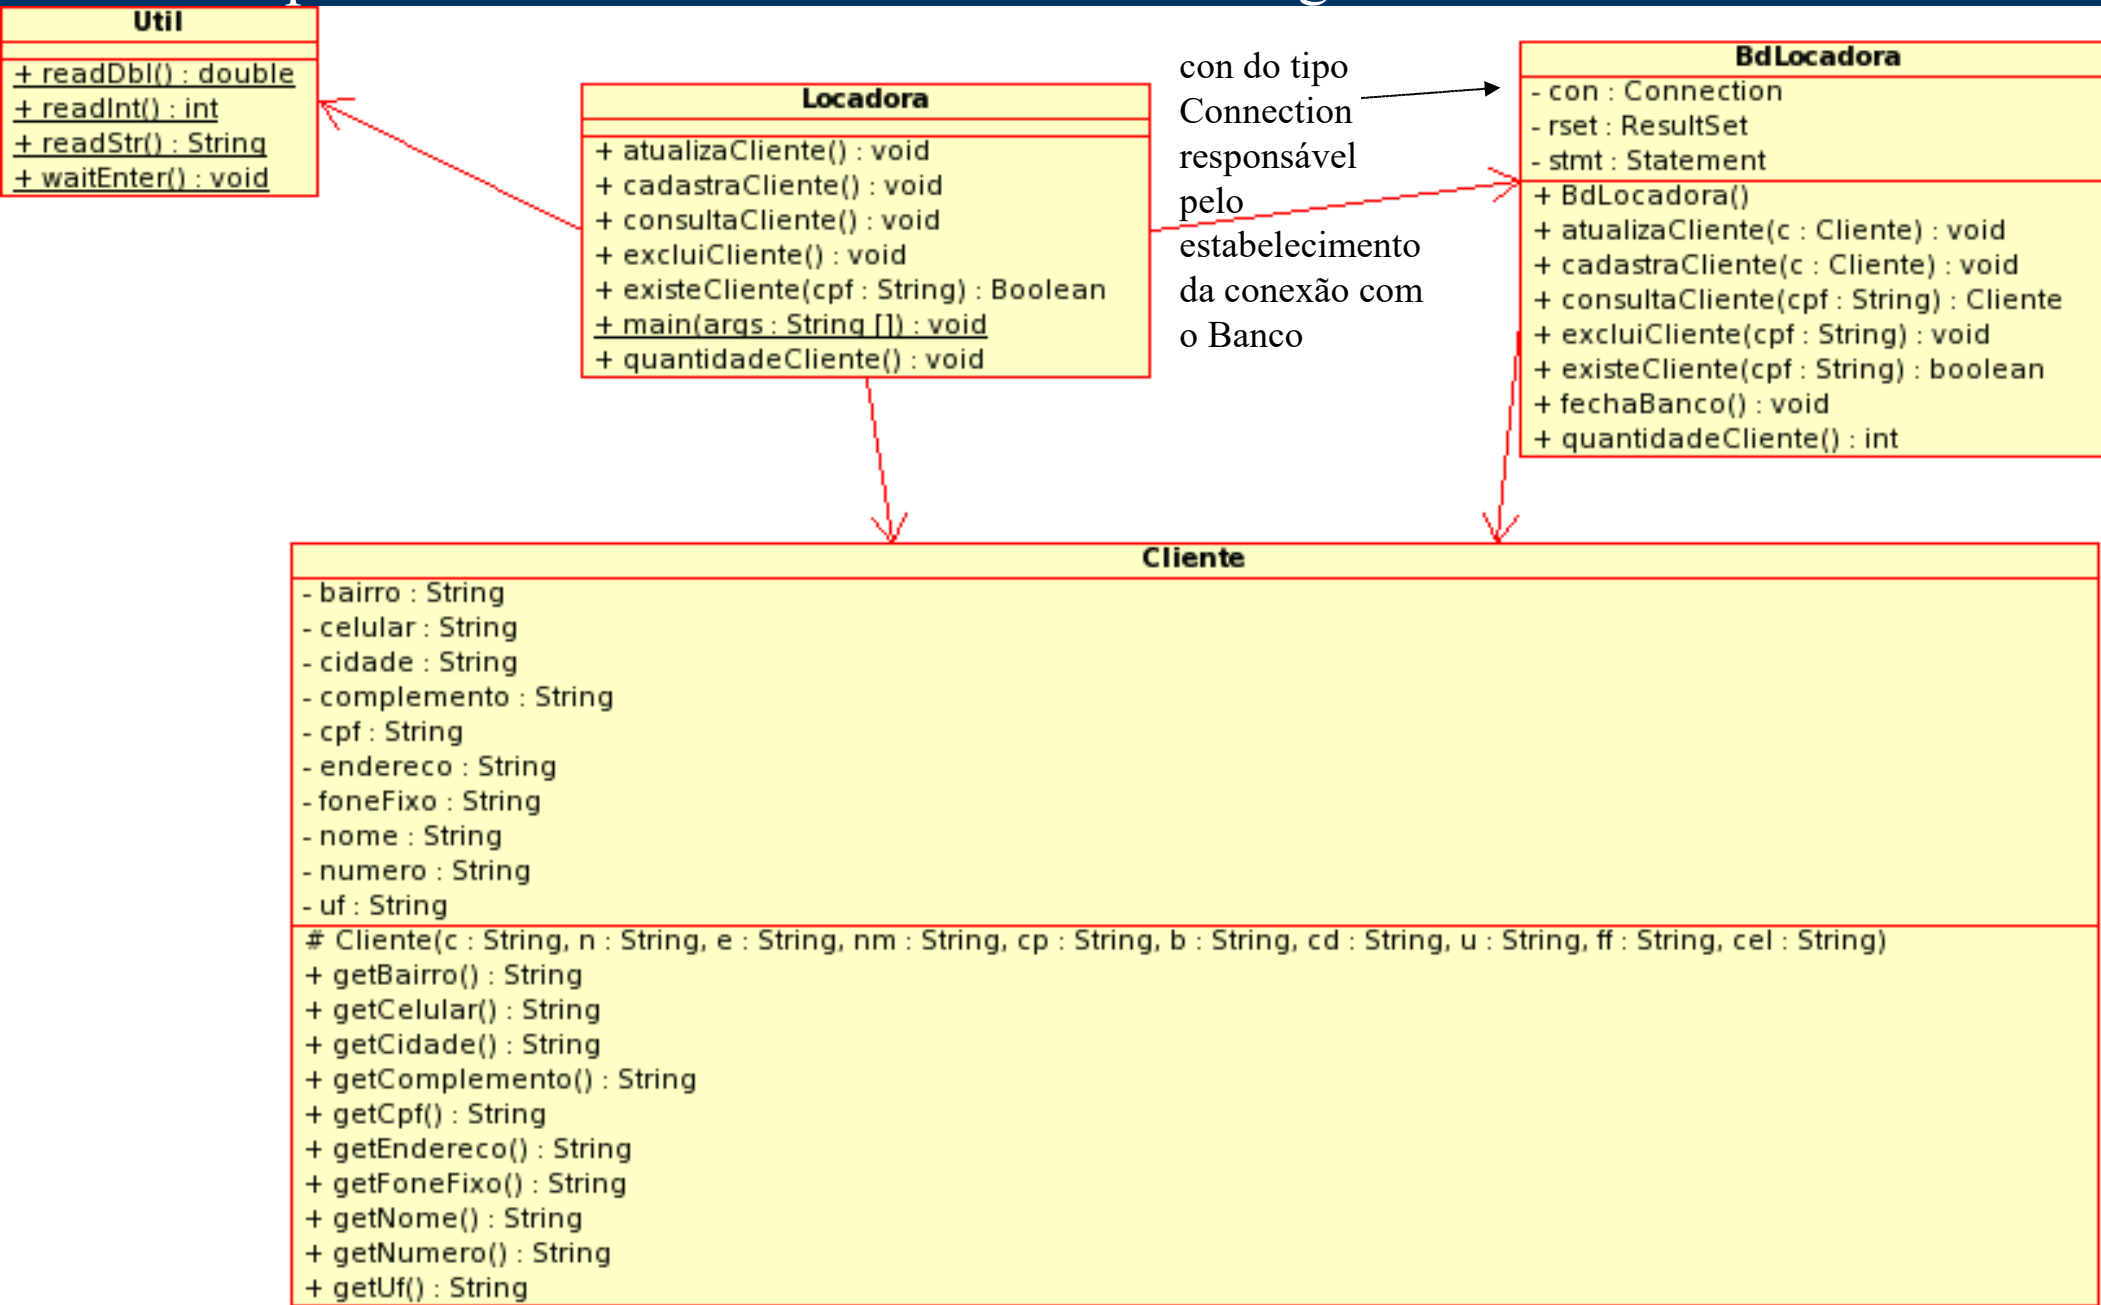 Util
+ readDbl() : double
+ readInt() : int
+ readStr() : String
+ waitEnter() : void
Locadora
+ atualizaCliente() : void
+ cadastraCliente() : void
+ consultaCliente() : void
+ excluiCliente() : void
+ existeCliente(cpf : String) : Boolean
+ main(args : String []) : void
+ quantidadeCliente() : void
con do tipo
Connection
responsável
pelo
estabelecimento
da conexão com
o Banco
BdLocadora
- con : Connection
- rset : ResultSet
- stmt : Statement
+ BdLocadora()
+ atualizaCliente(c : Cliente) : void
+ cadastraCliente(c : Cliente) : void
+ consultaCliente(cpf : String) : Cliente
+ excluiCliente(cpf : String) : void
+ existeCliente(cpf : String) : boolean
+ fechaBanco() : void
+ quantidadeCliente() : int
Cliente
- bairro : String
- celular : String
- cidade : String
- complemento : String
- cpf : String
- endereco : String
- foneFixo : String
- nome : String
- numero : String
- uf : String
# Cliente(c : String, n : String, e : String, nm : String, cp : String, b : String, cd : String, u : String, ff : String, cel : String)
+ getBairro() : String
+ getCelular() : String
+ getCidade() : String
+ getComplemento() : String
+ getCpf() : String
+ getEndereco() : String
+ getFoneFixo() : String
+ getNome() : String
+ getNumero() : String
+ getUf() : String